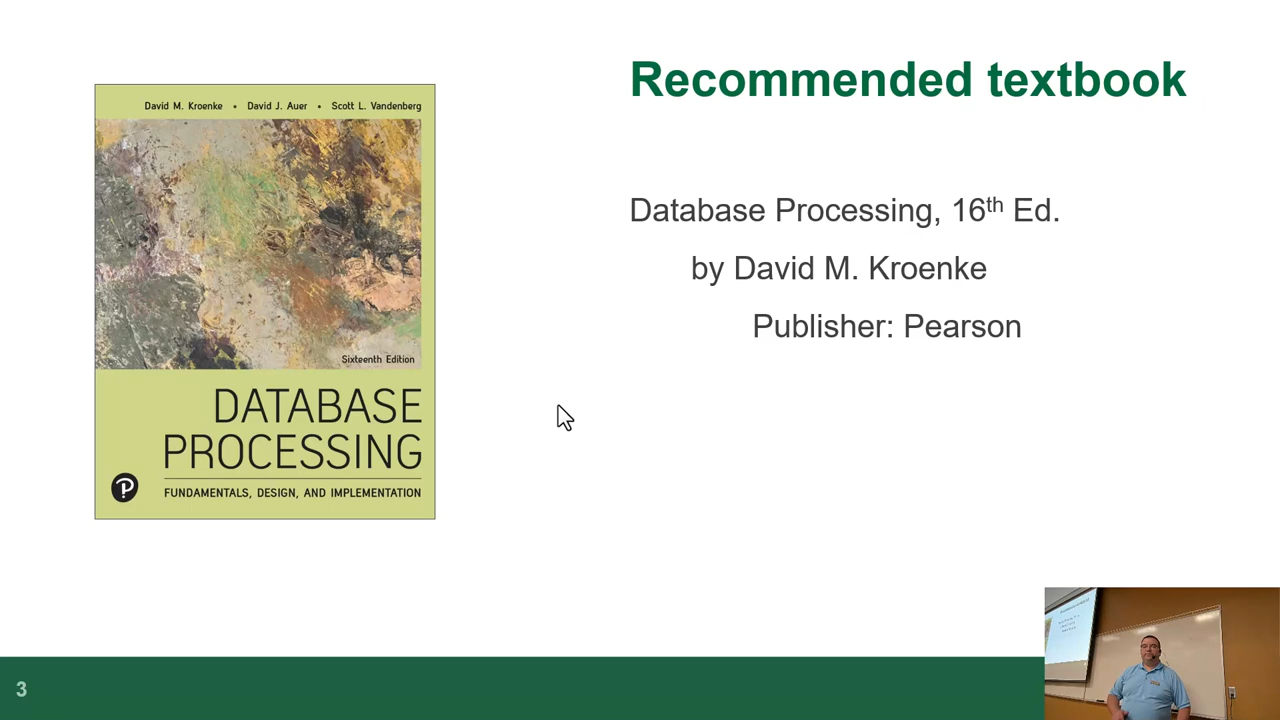 Recommended textbook
David M. Kroenke • David J. Auer • Scott L. Vandenberg
Sixteenth Edition
DATABASE
PROCESSING
FUNDAMENTALS, DESIGN, AND IMPLEMENTATION
P
Database Processing, 16th Ed.
by David M. Kroenke
Publisher: Pearson
3